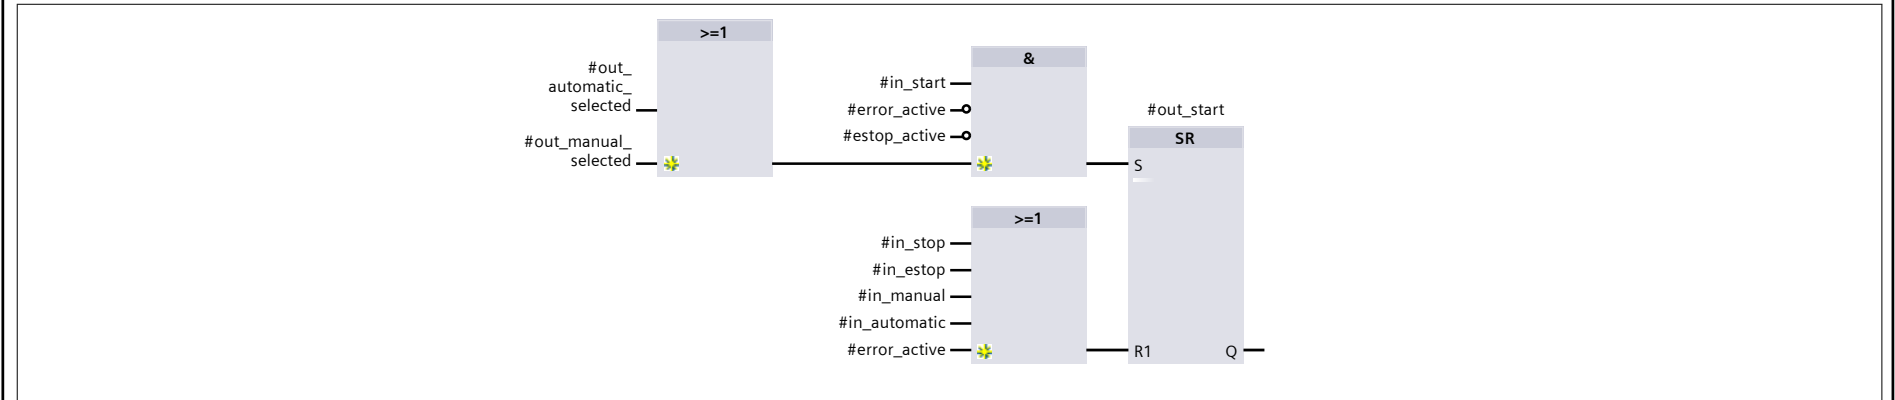 >=1
#out_
automatic_
selected
#out_manual_
selected
&
#in_start
#error_active
#estop_active
#out_start
SR
S
>=1
#in_stop
#in_estop
#in_manual
#in_automatic
#error_active
R1
Q